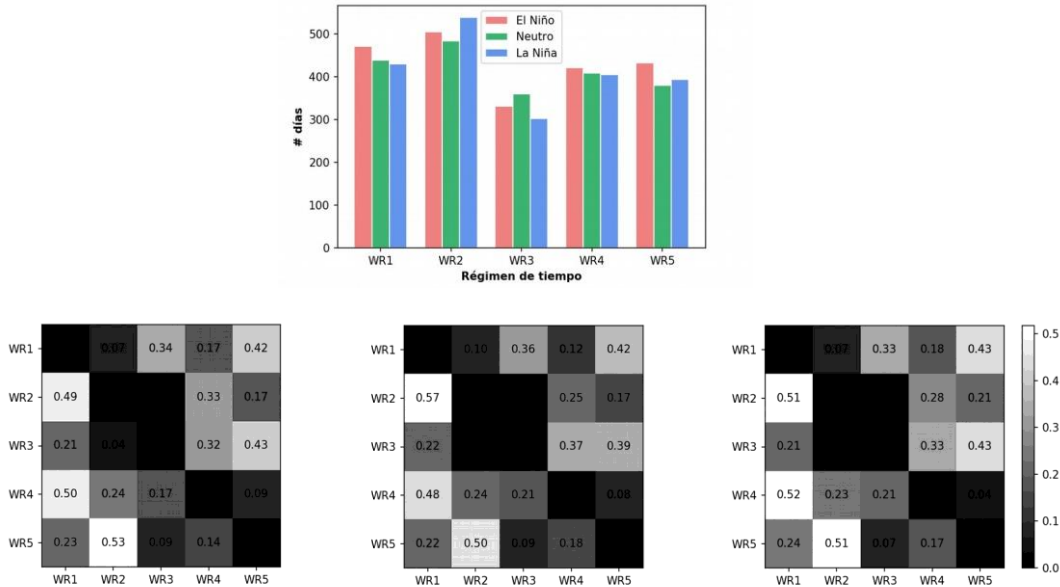 500
400
300
200
100
0
# días
El Niño
Neutro
La Niña
WR1 WR2 WR3 WR4 WR5
Régimen de tiempo
WR1 0.07 0.34 0.17 0.42
WR2 0.49 0.33 0.17
WR3 0.21 0.04 0.32 0.43
WR4 0.50 0.24 0.17 0.09
WR5 0.23 0.53 0.09 0.14
WR1 WR2 WR3 WR4 WR5
WR1 0.10 0.36 0.12 0.42
WR2 0.57 0.25 0.17
WR3 0.22 0.37 0.39
WR4 0.48 0.24 0.21 0.08
WR5 0.22 0.50 0.09 0.18
WR1 WR2 WR3 WR4 WR5
WR1 0.07 0.33 0.18 0.43
WR2 0.51 0.28 0.21
WR3 0.21 0.33 0.43
WR4 0.52 0.23 0.21 0.04
WR5 0.24 0.51 0.07 0.17
WR1 WR2 WR3 WR4 WR5
0.5
0.4
0.3
0.2
0.1
0.0